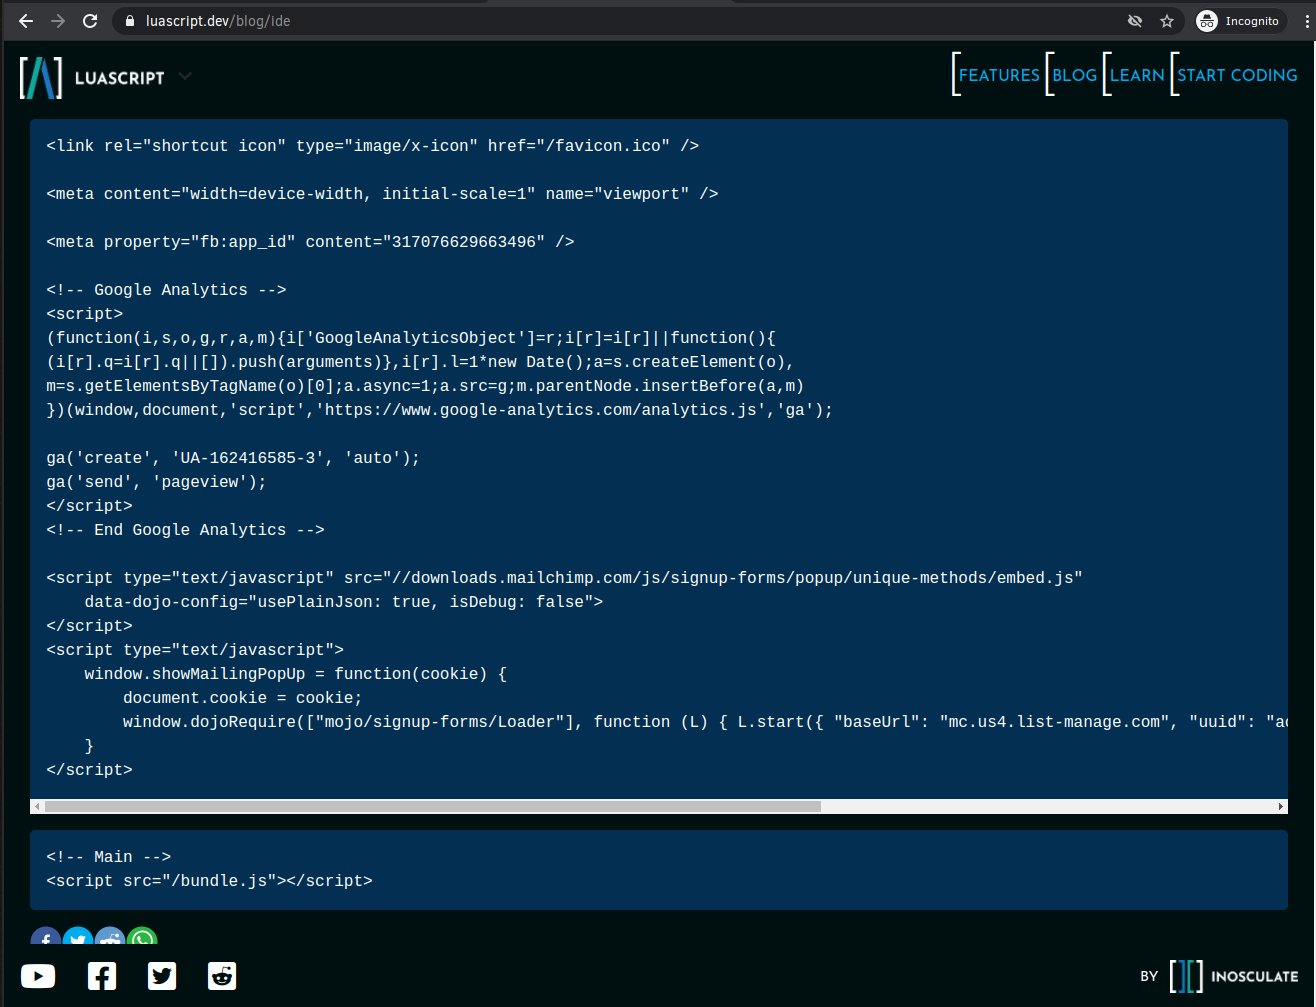 luascript.dev/blog/ide
Incognito
LUASCRIPT
FEATURES BLOG LEARN START CODING
<link rel="shortcut icon" type="image/x-icon" href="/favicon.ico" />
<meta content="width=device-width, initial-scale=1" name="viewport" />
<meta property="fb:app_id" content="317076629663496" />
<!-- Google Analytics -->
<script>
(function(i,s,o,g,r,a,m){i['GoogleAnalyticsObject']=r;i[r]=i[r]||function(){
(i[r].q=i[r].q||[]).push(arguments)},i[r].l=1*new Date();a=s.createElement(o),
m=s.getElementsByTagName(o)[0];a.async=1;a.src=g;m.parentNode.insertBefore(a,m)
})(window,document,'script','https://www.google-analytics.com/analytics.js','ga');
ga('create', 'UA-162416585-3', 'auto');
ga('send', 'pageview');
</script>
<!-- End Google Analytics -->
<script type="text/javascript" src="//downloads.mailchimp.com/js/signup-forms/popup/unique-methods/embed.js"
data-dojo-config="usePlainJson: true, isDebug: false">
</script>
<script type="text/javascript">
window.showMailingPopUp = function(cookie) {
document.cookie = cookie;
window.dojoRequire(["mojo/signup-forms/Loader"], function (L) { L.start({ "baseUrl": "mc.us4.list-manage.com", "uuid":
}
</script>
<!-- Main -->
<script src="/bundle.js"></script>
BY INOSCULATE